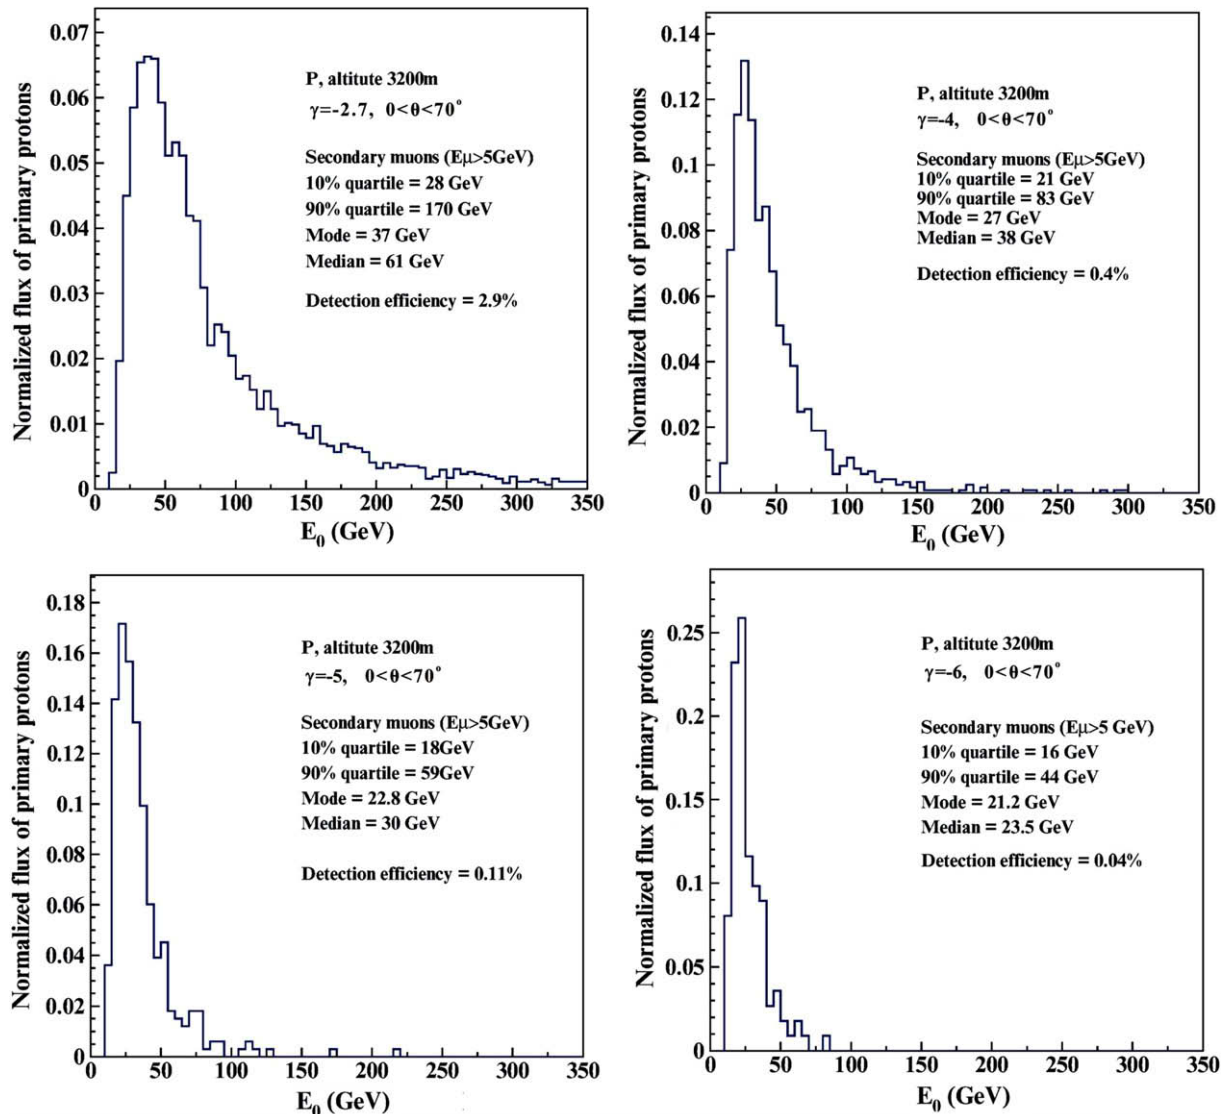 Normalized flux of primary protons
0.07
0.06
0.05
0.04
0.03
0.02
0.01
0
P, altitute 3200m
γ=-2.7, 0<θ<70°
Secondary muons (Eμ>5GeV)
10% quartile = 28 GeV
90% quartile = 170 GeV
Mode = 37 GeV
Median = 61 GeV
Detection efficiency = 2.9%
0 50 100 150 200 250 300 350
E₀ (GeV)
Normalized flux of primary protons
0.14
0.12
0.1
0.08
0.06
0.04
0.02
0
P, altitute 3200m
γ=-4, 0<θ<70°
Secondary muons (Eμ>5GeV)
10% quartile = 21 GeV
90% quartile = 83 GeV
Mode = 27 GeV
Median = 38 GeV
Detection efficiency = 0.4%
0 50 100 150 200 250 300 350
E₀ (GeV)
Normalized flux of primary protons
0.18
0.16
0.14
0.12
0.1
0.08
0.06
0.04
0.02
0
P, altitute 3200m
γ=-5, 0<θ<70°
Secondary muons (Eμ>5GeV)
10% quartile = 18GeV
90% quartile = 59GeV
Mode = 22.8 GeV
Median = 30 GeV
Detection efficiency = 0.11%
0 50 100 150 200 250 300 350
E₀ (GeV)
Normalized flux of primary protons
0.25
0.2
0.15
0.1
0.05
0
P, altitute 3200m
γ=-6, 0<θ<70°
Secondary muons (Eμ>5 GeV)
10% quartile = 16 GeV
90% quartile = 44 GeV
Mode = 21.2 GeV
Median = 23.5 GeV
Detection efficiency = 0.04%
0 50 100 150 200 250 300 350
E₀ (GeV)